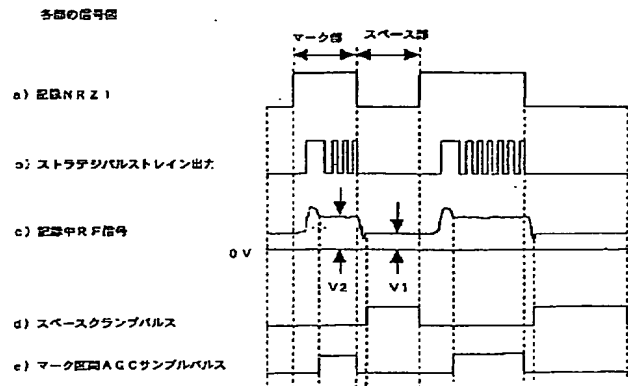 各部の信号図
マーク部 スペース部
a) 記録NRZI
b) ストラテジパルストレイン出力
c) 記録中RF信号
0V
V2 V1
d) スペースクランプパルス
e) マーク区間AGCサンプルパルス